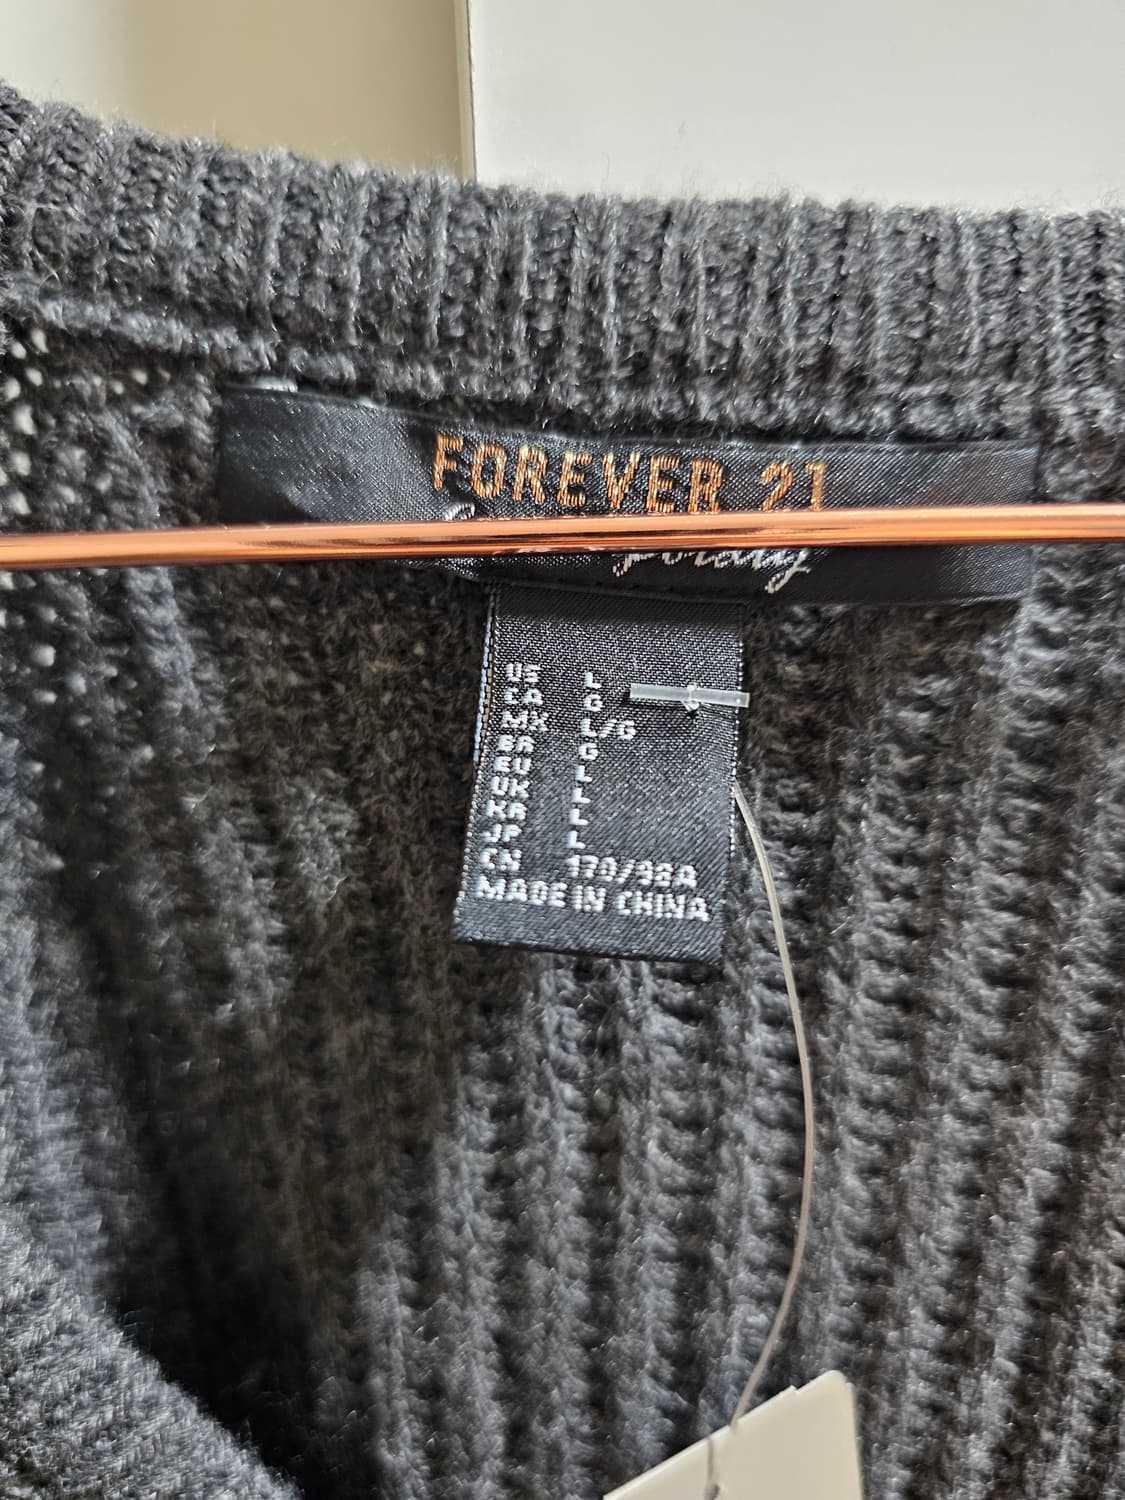 FOREVER 21
US L
CA G
MX L/G
BR G
EU L
UK L
KR L
JP L
CN 170/98A
MADE IN CHINA